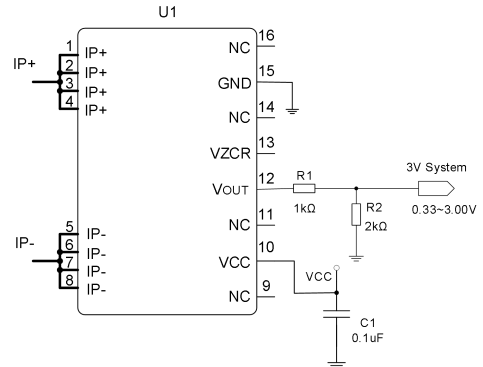 U1
1 IP+ NC 16
IP+ 2 IP+
3 IP+ GND 15
4 IP+ NC 14
VZCR 13
3V System
VOUT 12 R1
1kΩ 0.33~3.00V
R2
2kΩ
5 IP- NC 11
IP- 6 IP-
7 IP- VCC 10
8 IP- NC 9
VCC
C1
0.1uF